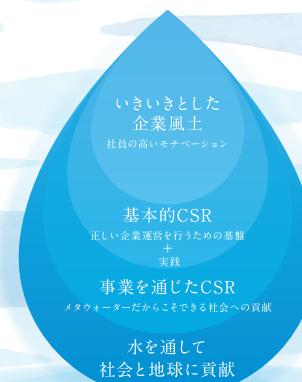 いきいきとした
企業風土
社員の高いモチベーション
基本的CSR
正しい企業運営を行うための基盤
+
実践
事業を通じたCSR
メタウォーターだからこそできる社会への貢献
水を通して
社会と地球に貢献